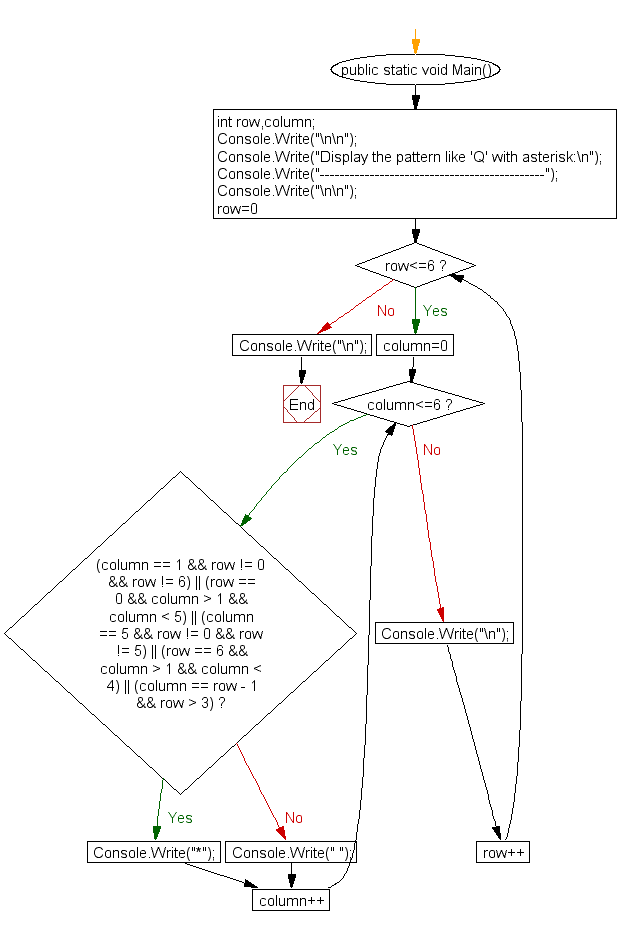 public static void Main()
int row,column;
Console.Write("\n\n");
Console.Write("Display the pattern like 'Q' with asterisk:\n");
Console.Write("---------------------------------------------");
Console.Write("\n\n");
row=0
row<=6 ?
No
Yes
Console.Write("\n");
column=0
End
column<=6 ?
Yes
No
(column == 1 && row != 0
&& row != 6) || (row ==
0 && column > 1 &&
column < 5) || (column
== 5 && row != 0 && row
!= 5) || (row == 6 &&
column > 1 && column <
4) || (column == row - 1
&& row > 3) ?
Console.Write("\n");
Yes
No
Console.Write("*");
Console.Write(" ");
row++
column++